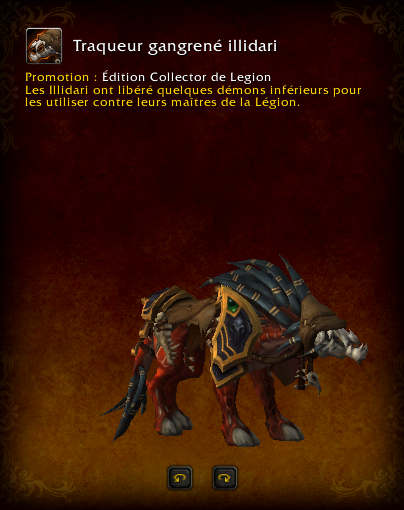 Traqueur gangrené illidari
Promotion : Édition Collector de Legion
Les Illidari ont libéré quelques démons inférieurs pour
les utiliser contre leurs maîtres de la Légion.